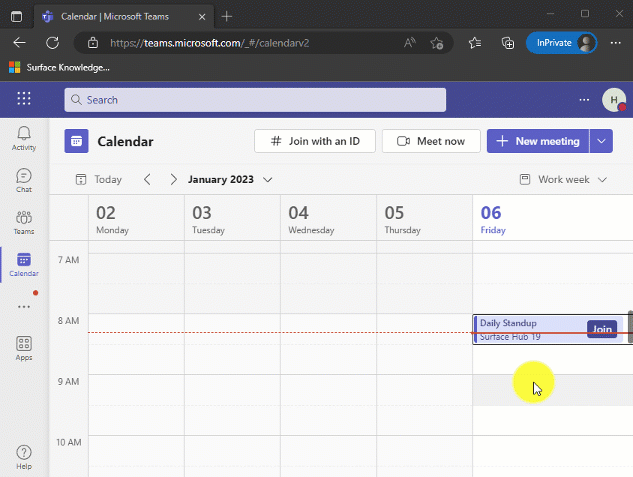 Calendar | Microsoft Teams
https://teams.microsoft.com/_#/calendarv2
InPrivate
Surface Knowledge...
Search
H
Activity
Chat
Teams
Calendar
Apps
Help
Calendar
Join with an ID
Meet now
New meeting
Today
January 2023
Work week
02 03 04 05 06
Monday Tuesday Wednesday Thursday Friday
7 AM
8 AM
Daily Standup
Join
Surface Hub 19
9 AM
10 AM